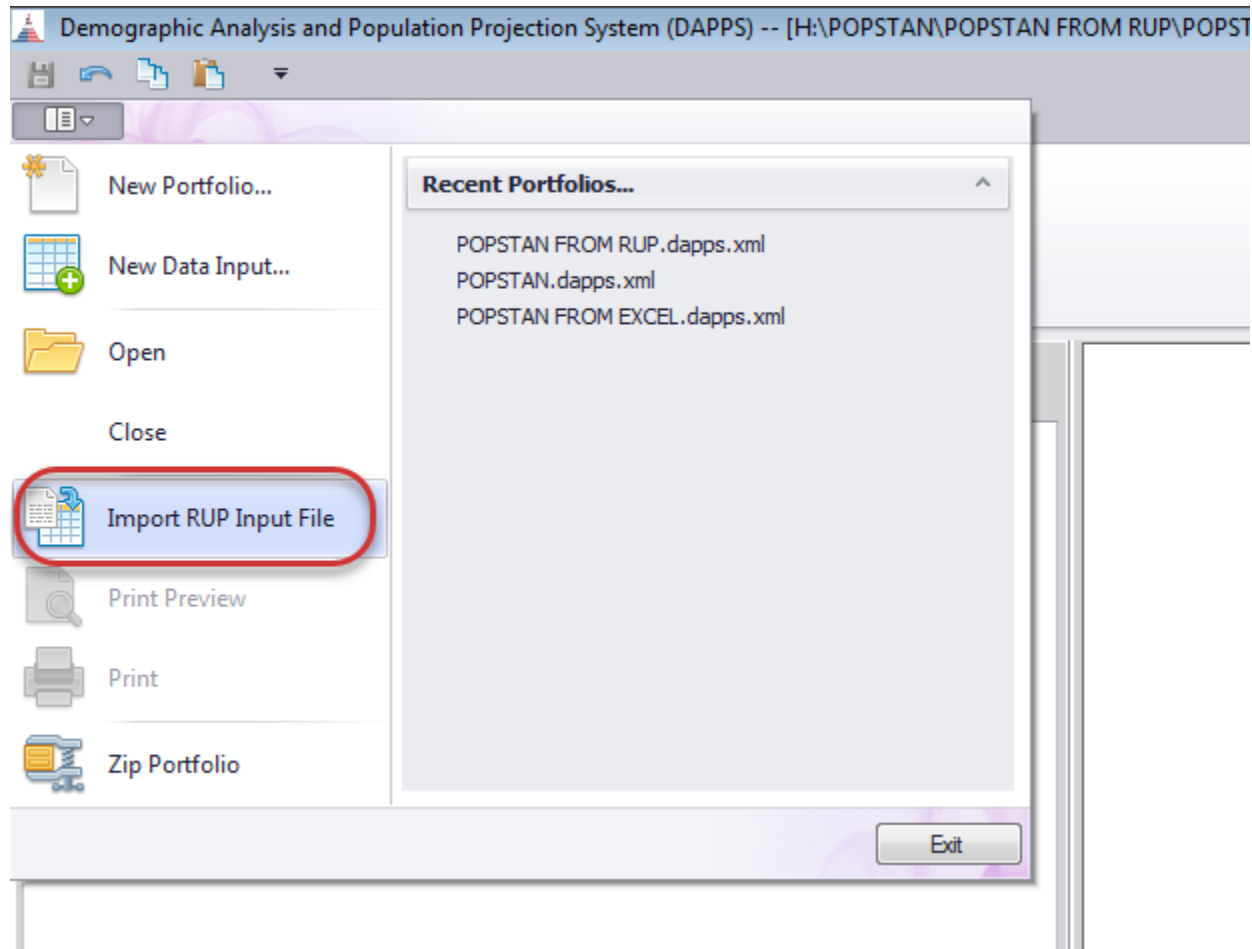 Demographic Analysis and Population Projection System (DAPPS) -- [H:\POPSTAN\POPSTAN FROM RUP\POPST
New Portfolio...
New Data Input...
Open
Close
Import RUP Input File
Print Preview
Print
Zip Portfolio
Recent Portfolios...
POPSTAN FROM RUP.dapps.xml
POPSTAN.dapps.xml
POPSTAN FROM EXCEL.dapps.xml
Exit